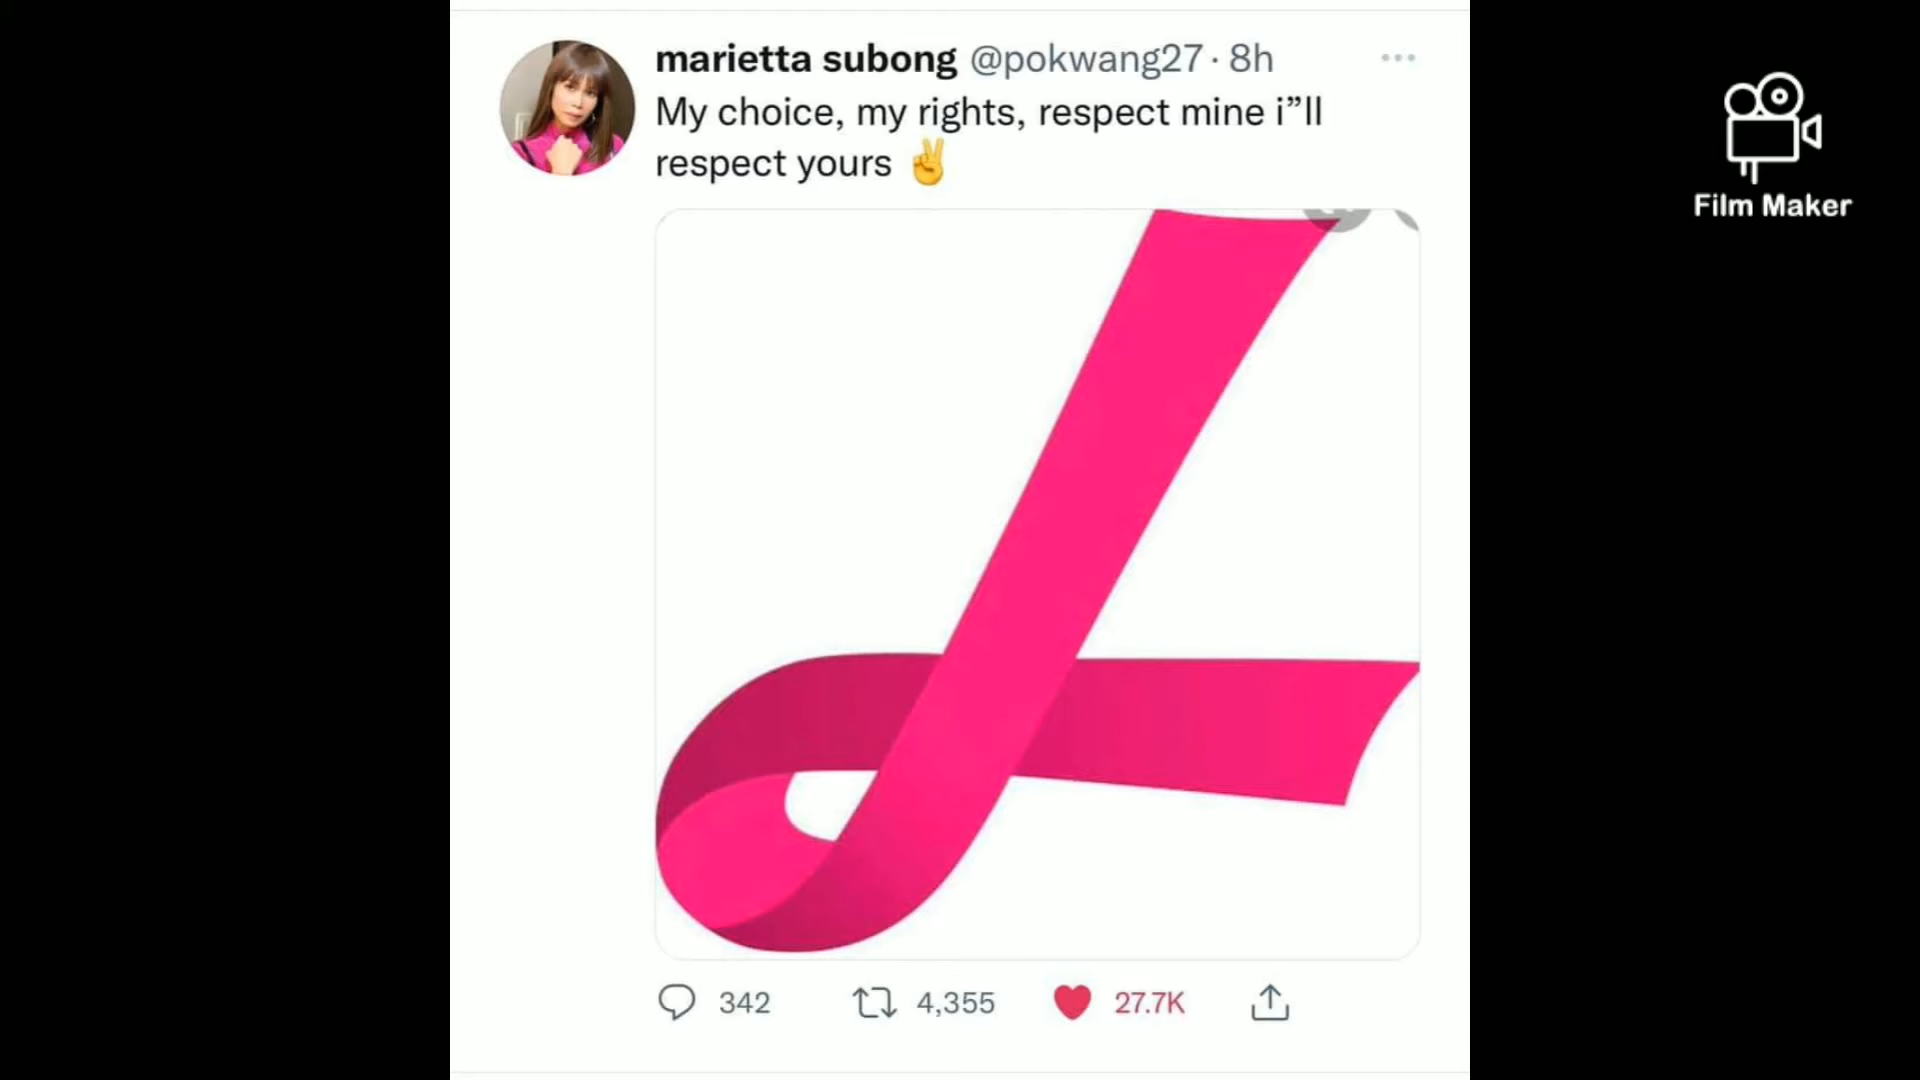 marietta subong @pokwang27 · 8h
My choice, my rights, respect mine i”ll
respect yours ✌️
Film Maker
342 4,355 27.7K